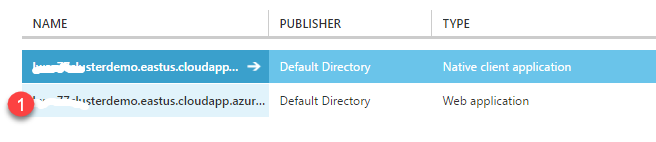 NAME PUBLISHER TYPE
clusterdemo.eastus.cloudapp... → Default Directory Native client application
1 clusterdemo.eastus.cloudapp.azur... Default Directory Web application